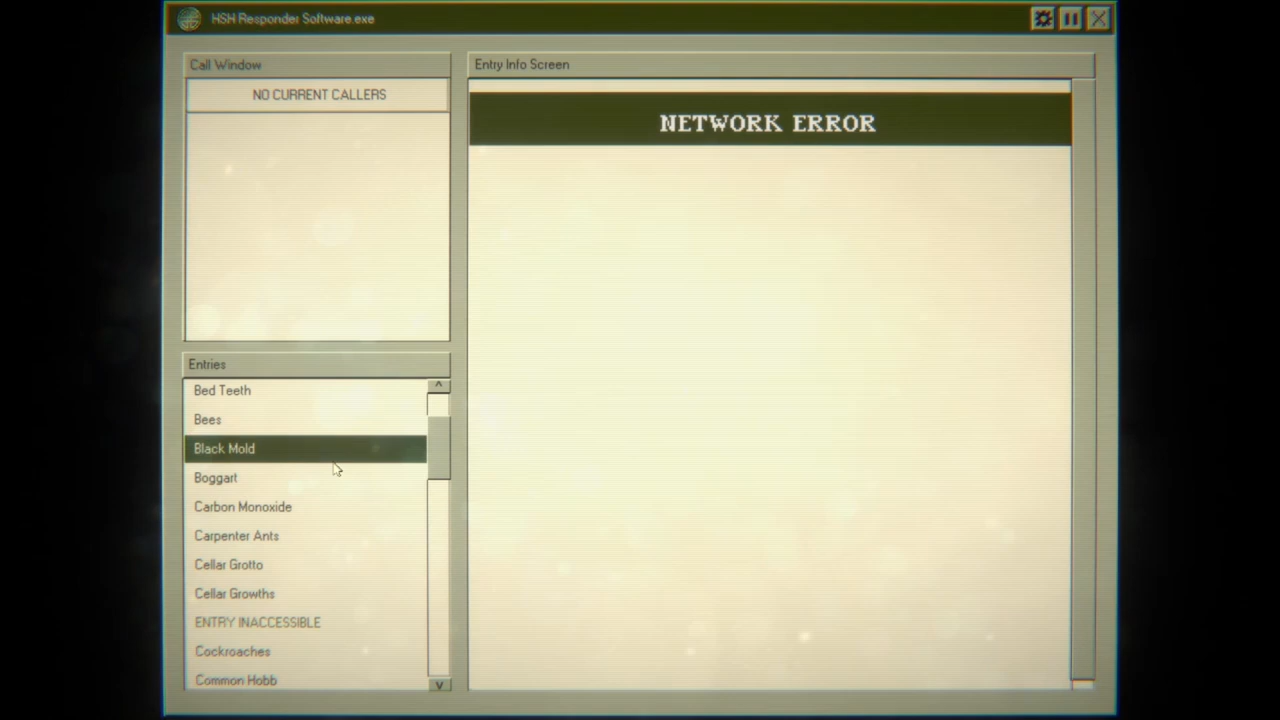 HSH Responder Software.exe
Call Window
NO CURRENT CALLERS
Entry Info Screen
NETWORK ERROR
Entries
Bed Teeth
Bees
Black Mold
Boggart
Carbon Monoxide
Carpenter Ants
Cellar Grotto
Cellar Growths
ENTRY INACCESSIBLE
Cockroaches
Common Hobb